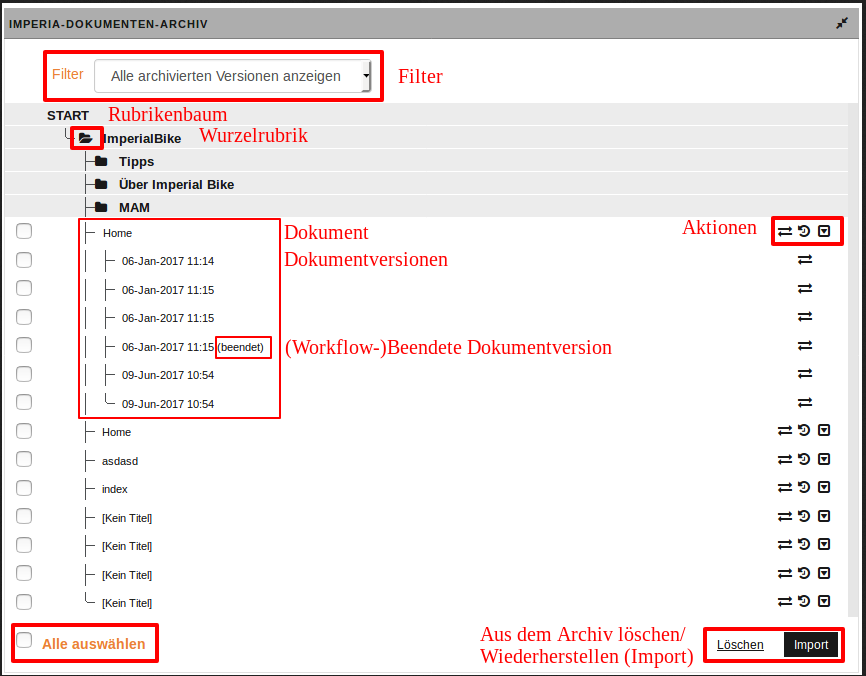 IMPERIA-DOKUMENTEN-ARCHIV
Filter Alle archivierten Versionen anzeigen Filter
START Rubrikenbaum
ImperialBike Wurzelrubrik
Tipps
Über Imperial Bike
MAM
Home Dokument Aktionen
06-Jan-2017 11:14 Dokumentversionen
06-Jan-2017 11:15
06-Jan-2017 11:15
06-Jan-2017 11:15 (beendet) (Workflow-)Beendete Dokumentversion
09-Jun-2017 10:54
09-Jun-2017 10:54
Home
asdasd
index
[Kein Titel]
[Kein Titel]
[Kein Titel]
[Kein Titel]
Alle auswählen
Aus dem Archiv löschen/
Wiederherstellen (Import)
Löschen Import